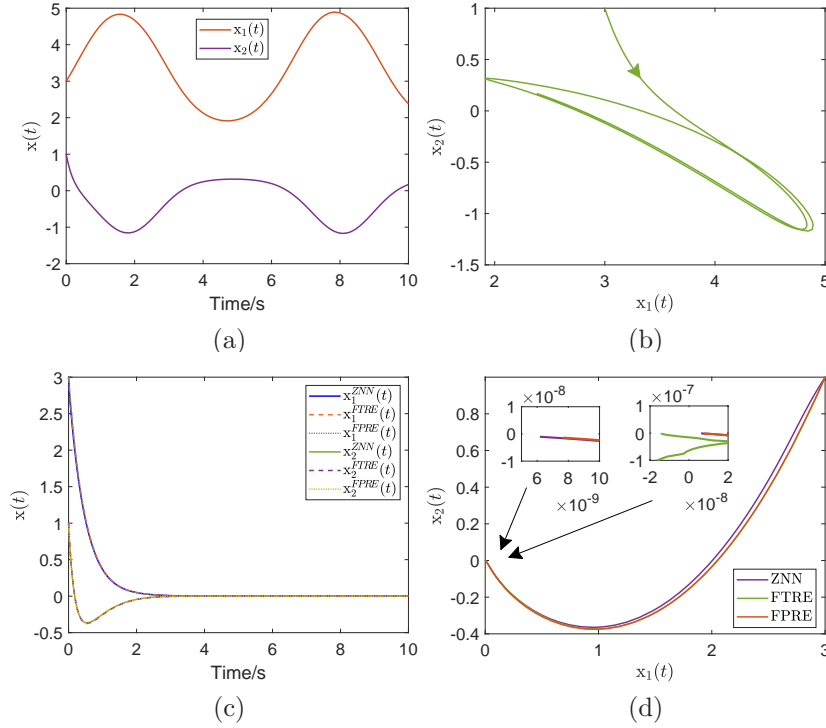 5
4
3
2
1
0
-1
-2
x(t)
x₁(t)
x₂(t)
0 2 4 6 8 10
Time/s
(a)
1
0.5
0
-0.5
-1
-1.5
x₂(t)
2 3 4 5
x₁(t)
(b)
3
2.5
2
1.5
1
0.5
0
-0.5
x(t)
x₁^ZNN(t)
x₁^FTRE(t)
x₁^FPRE(t)
x₂^ZNN(t)
x₂^FTRE(t)
x₂^FPRE(t)
0 2 4 6 8 10
Time/s
(c)
0.8
0.6
0.4
0.2
0
-0.2
-0.4
x₂(t)
×10⁻⁸
1
0
-1
6 8 10
×10⁻⁹
×10⁻⁷
1
0
-1
-2 0 2
×10⁻⁸
ZNN
FTRE
FPRE
0 1 2 3
x₁(t)
(d)